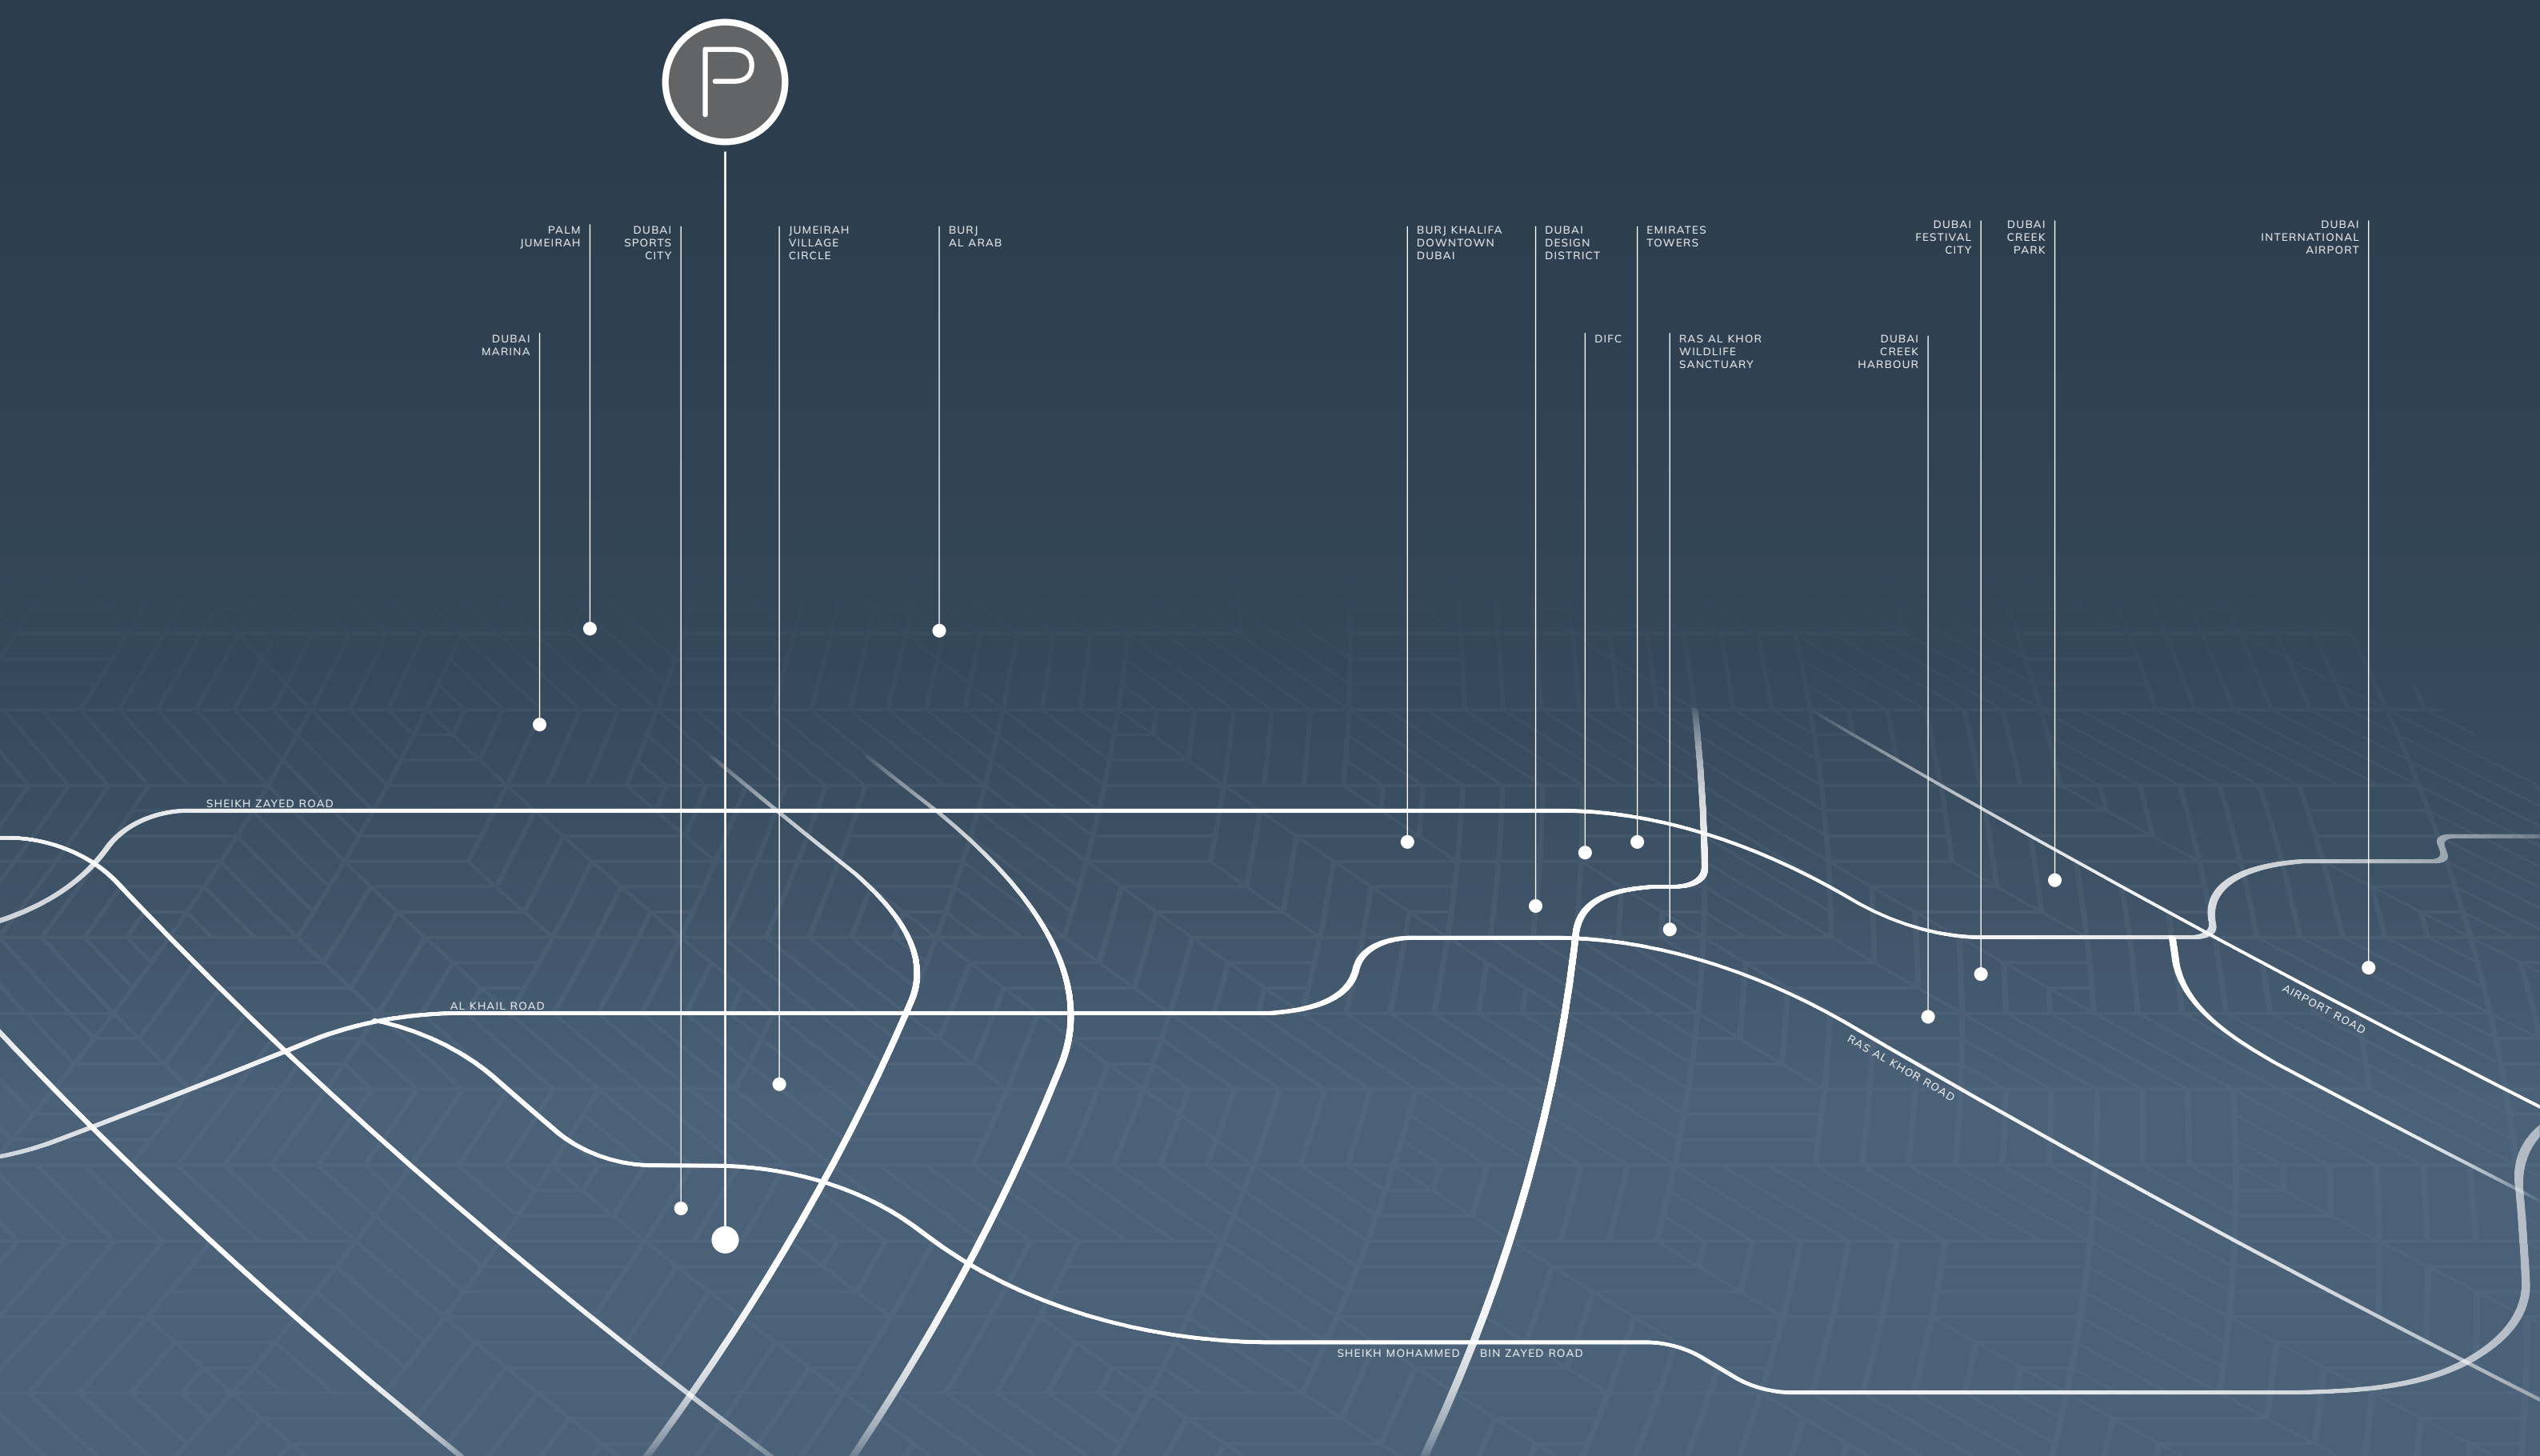 P
PALM
JUMEIRAH
DUBAI
SPORTS
CITY
JUMEIRAH
VILLAGE
CIRCLE
BURJ
AL ARAB
BURJ KHALIFA
DOWNTOWN
DUBAI
DUBAI
DESIGN
DISTRICT
EMIRATES
TOWERS
DUBAI
FESTIVAL
CITY
DUBAI
CREEK
PARK
DUBAI
INTERNATIONAL
AIRPORT
DUBAI
MARINA
DIFC
RAS AL KHOR
WILDLIFE
SANCTUARY
DUBAI
CREEK
HARBOUR
SHEIKH ZAYED ROAD
AL KHAIL ROAD
AIRPORT ROAD
RAS AL KHOR ROAD
SHEIKH MOHAMMED BIN ZAYED ROAD